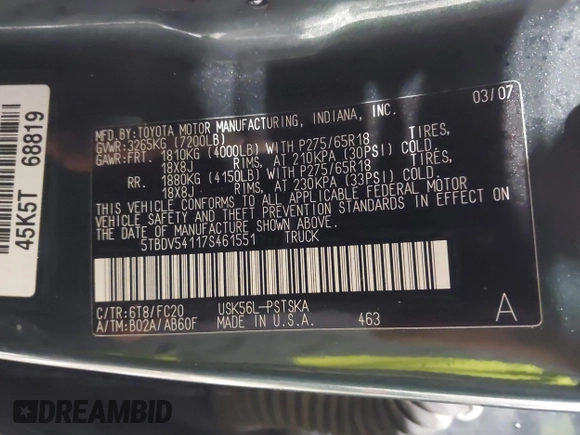 45K5T 68819
MFD.BY:TOYOTA MOTOR MANUFACTURING, INDIANA, INC. 03/07
GVWR:3265KG (7200LB)
GAWR:FRT. 1810KG (4000LB) WITH P275/65R18 TIRES,
18X8J RIMS, AT 210KPA (30PSI) COLD
RR. 1880KG (4150LB) WITH P275/65R18 TIRES,
18X8J RIMS, AT 230KPA (33PSI) COLD
THIS VEHICLE CONFORMS TO ALL APPLICABLE FEDERAL MOTOR
VEHICLE SAFETY AND THEFT PREVENTION STANDARDS IN EFFECT ON
THE DATE OF MANUFACTURE SHOWN ABOVE.
5TBDV54117S461551 TRUCK
C/TR:6T8/FC20 USK56L-PSTSKA
A/TM:B02A/AB60F MADE IN U.S.A. 463 A
DREAMBID